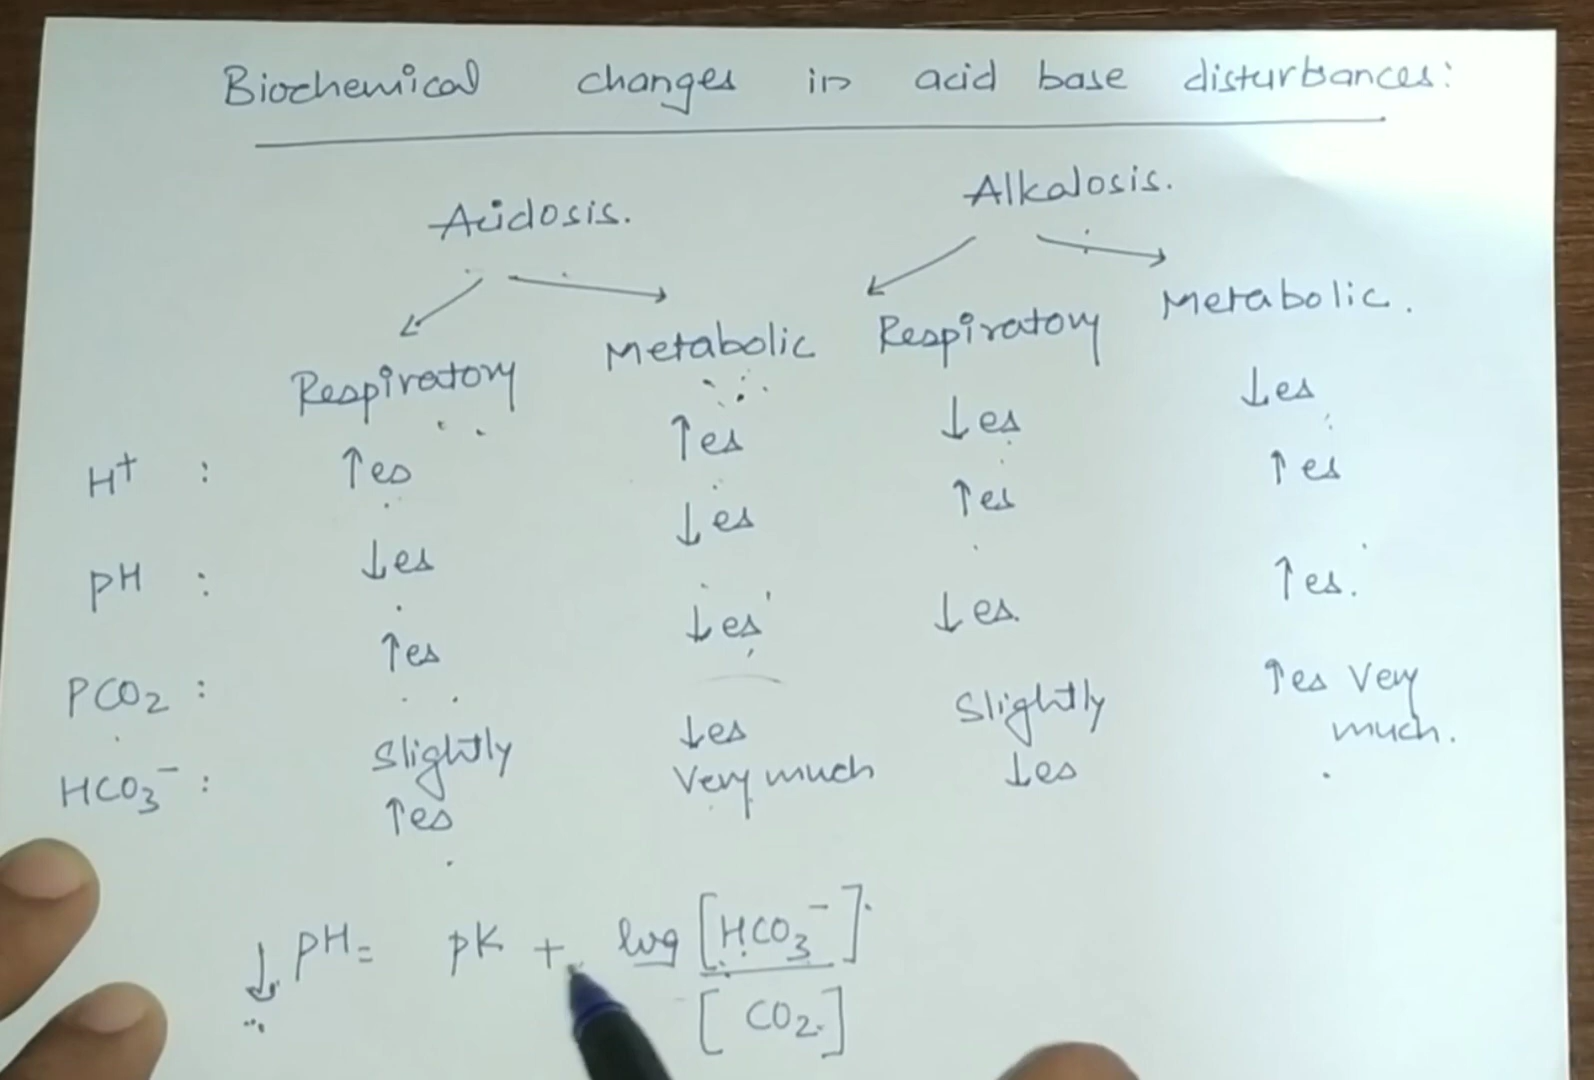 Biochemical changes in acid base disturbances:
Acidosis. Alkalosis.
Respiratory Metabolic Respiratory Metabolic.
H+ : ↑es ↑es ↓es ↓es
pH : ↓es ↓es ↑es ↑es
PCO2 : ↑es ↓es ↓es. ↑es.
HCO3- : Slightly ↓es Slightly ↑es Very
↑es Very much ↓es much.
↓ pH = pK + log [HCO3-]
[CO2]